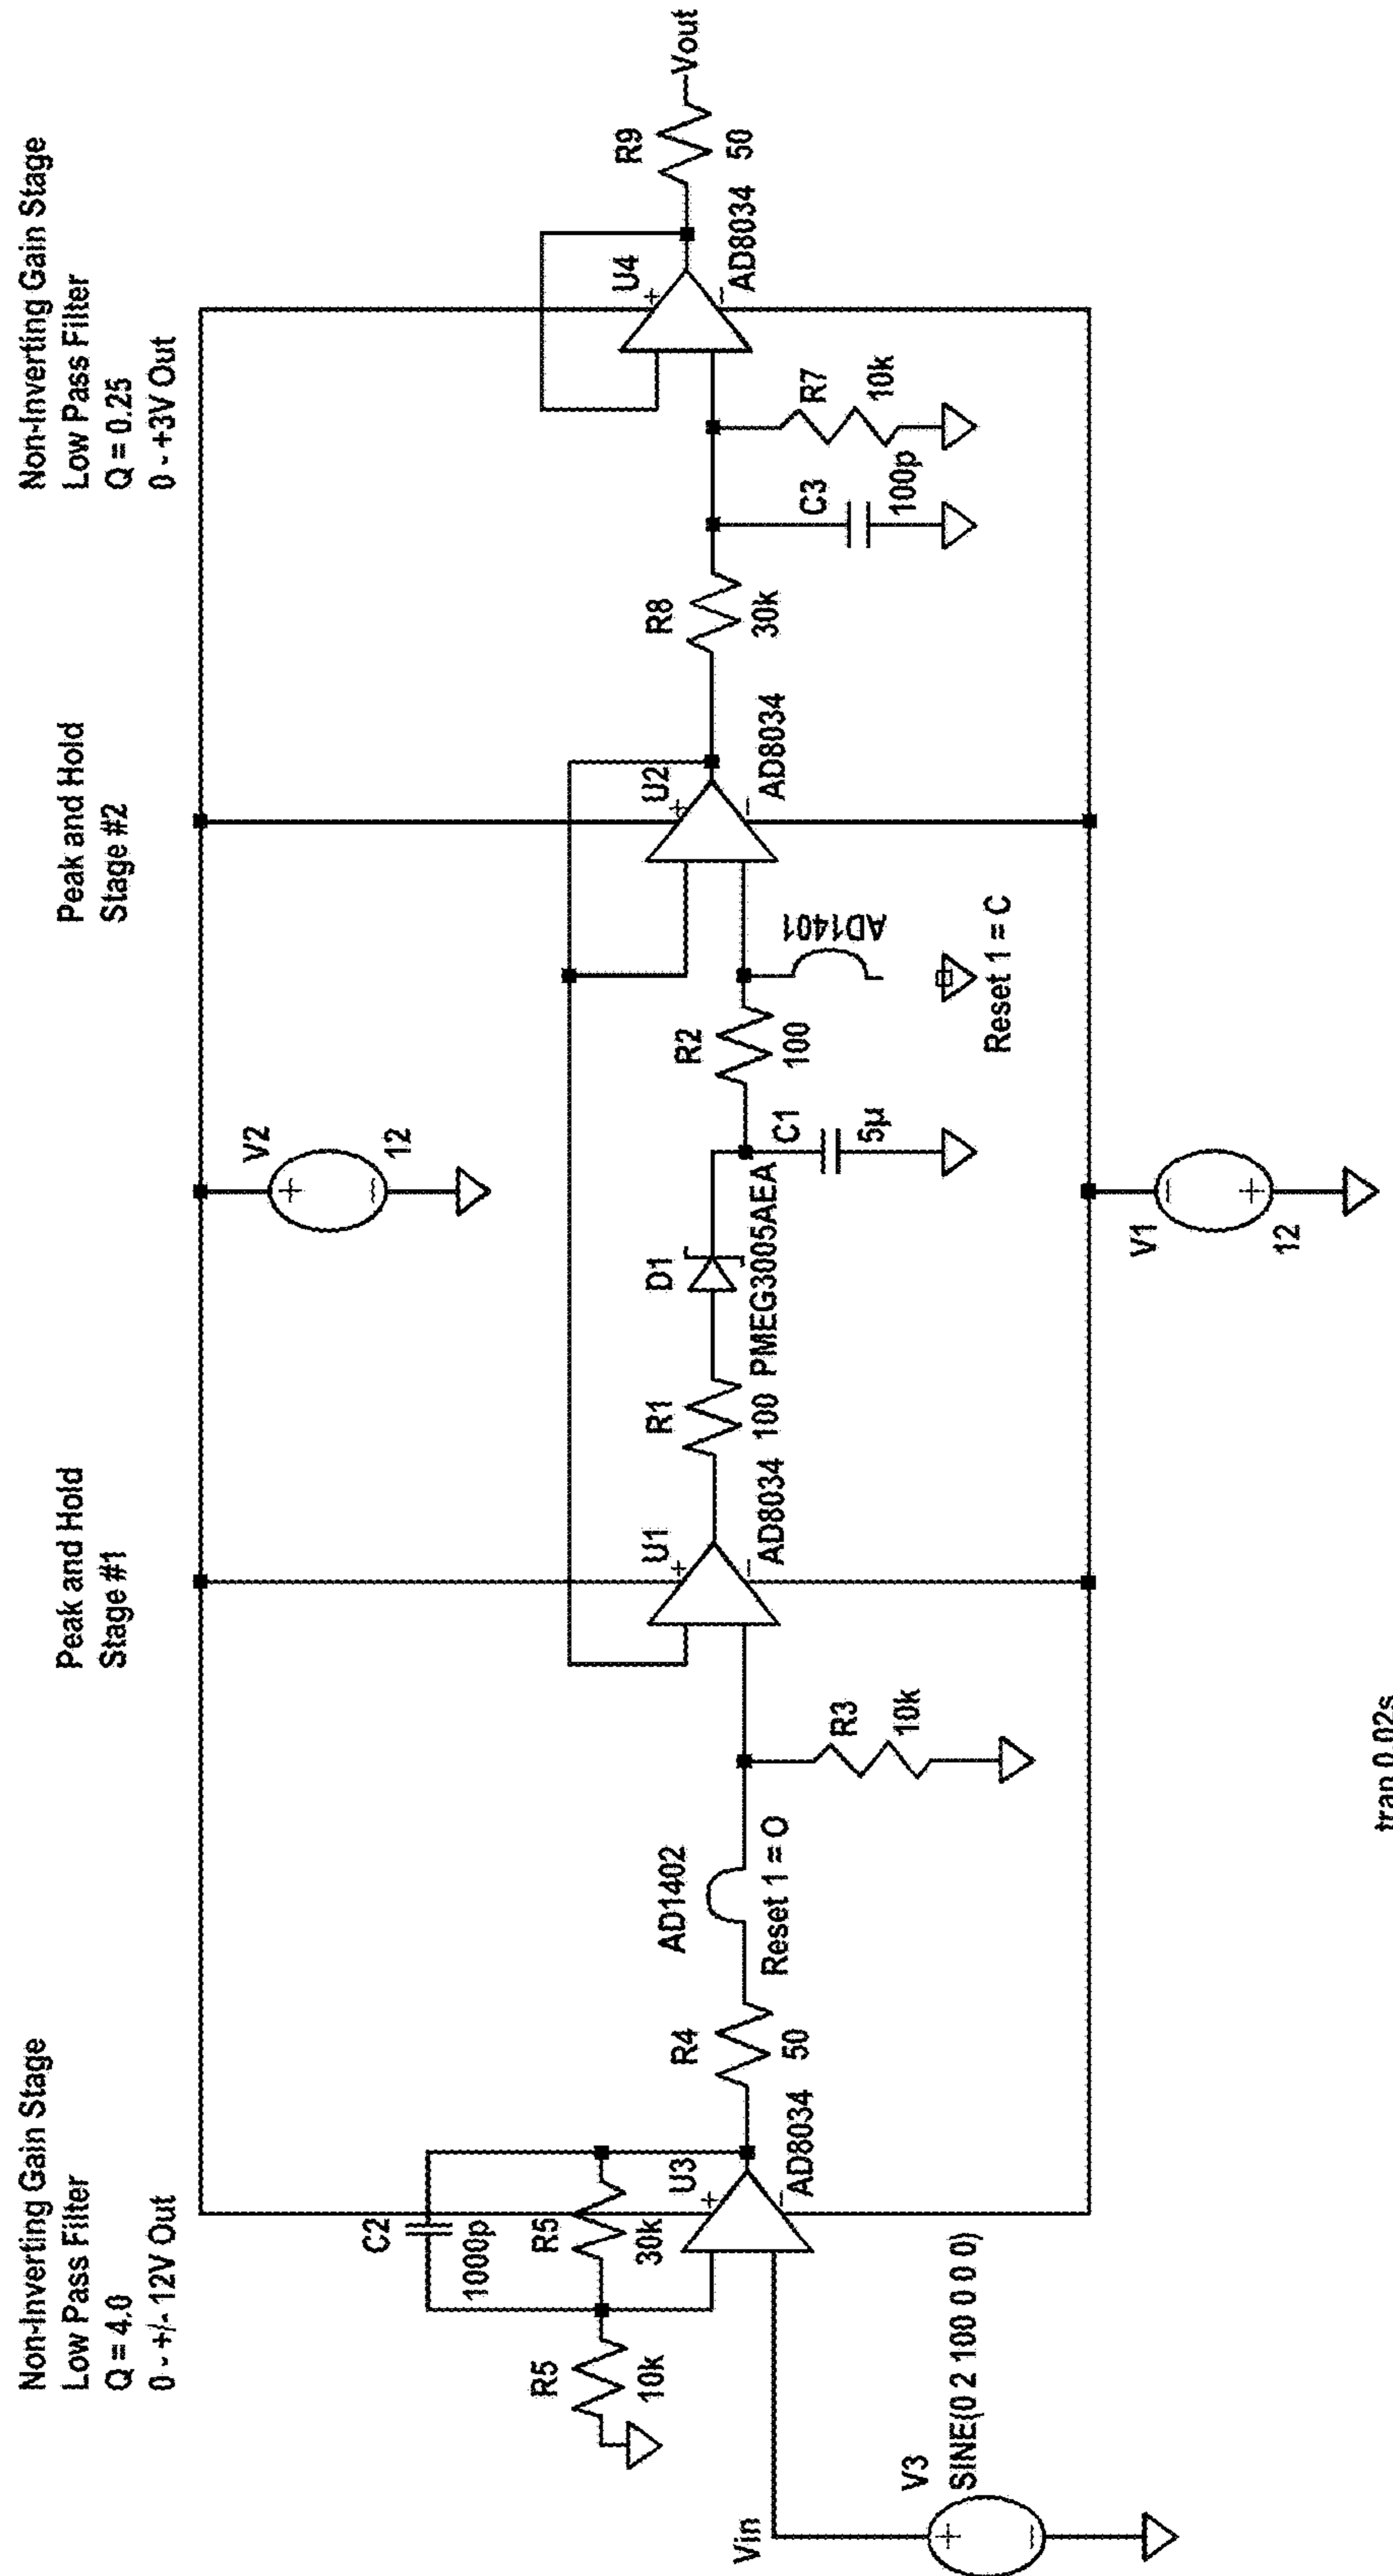 Non-Inverting Gain Stage
Low Pass Filter
Q = 4.0
0 - +/- 12V Out
Peak and Hold
Stage #1
Peak and Hold
Stage #2
Non-Inverting Gain Stage
Low Pass Filter
Q = 0.25
0 - +3V Out
V2
+
−
12
C2
1000p
R5
30k
R5
10k
U3
+
−
AD8034
R4
50
AD1402
Reset 1 = O
R3
10k
U1
+
−
AD8034
R1
100
D1
PMEG3005AEA
C1
5µ
R2
100
AD1401
Reset 1 = C
U2
+
−
AD8034
R8
30k
C3
100p
R7
10k
U4
+
−
AD8034
R9
50
Vout
Vin
V3
+
−
SINE(0 2 100 0 0 0)
V1
−
+
12
tran 0.02s